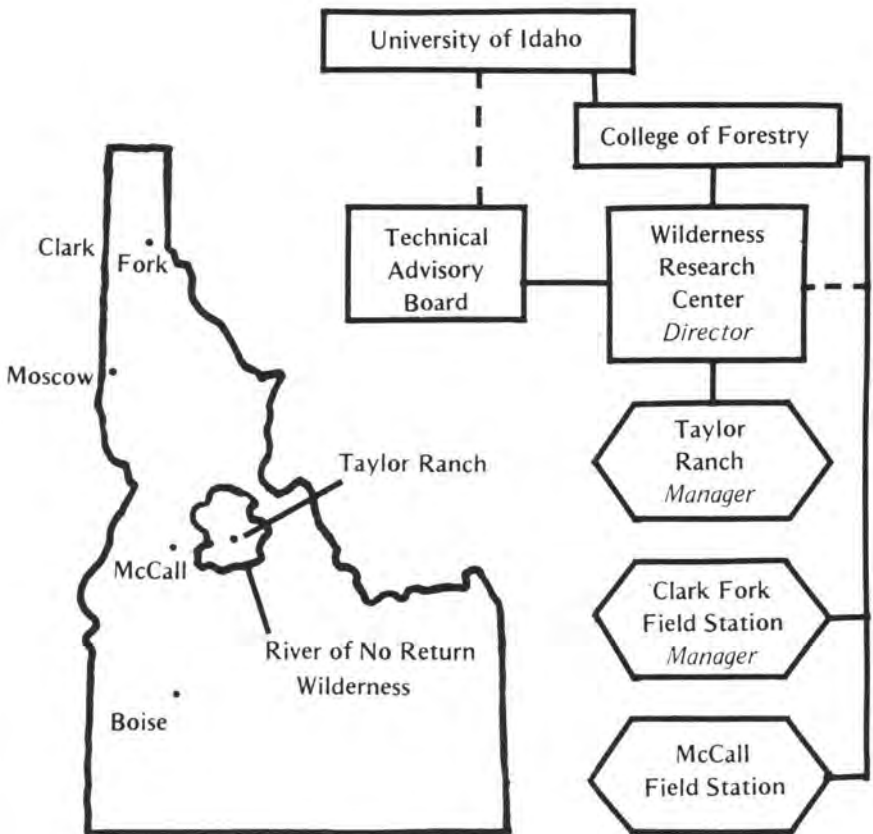 University of Idaho
College of Forestry
Technical
Advisory
Board
Wilderness
Research
Center
Director
Taylor
Ranch
Manager
Clark Fork
Field Station
Manager
McCall
Field Station
Clark
Fork
Moscow
Taylor Ranch
McCall
River of No Return
Wilderness
Boise